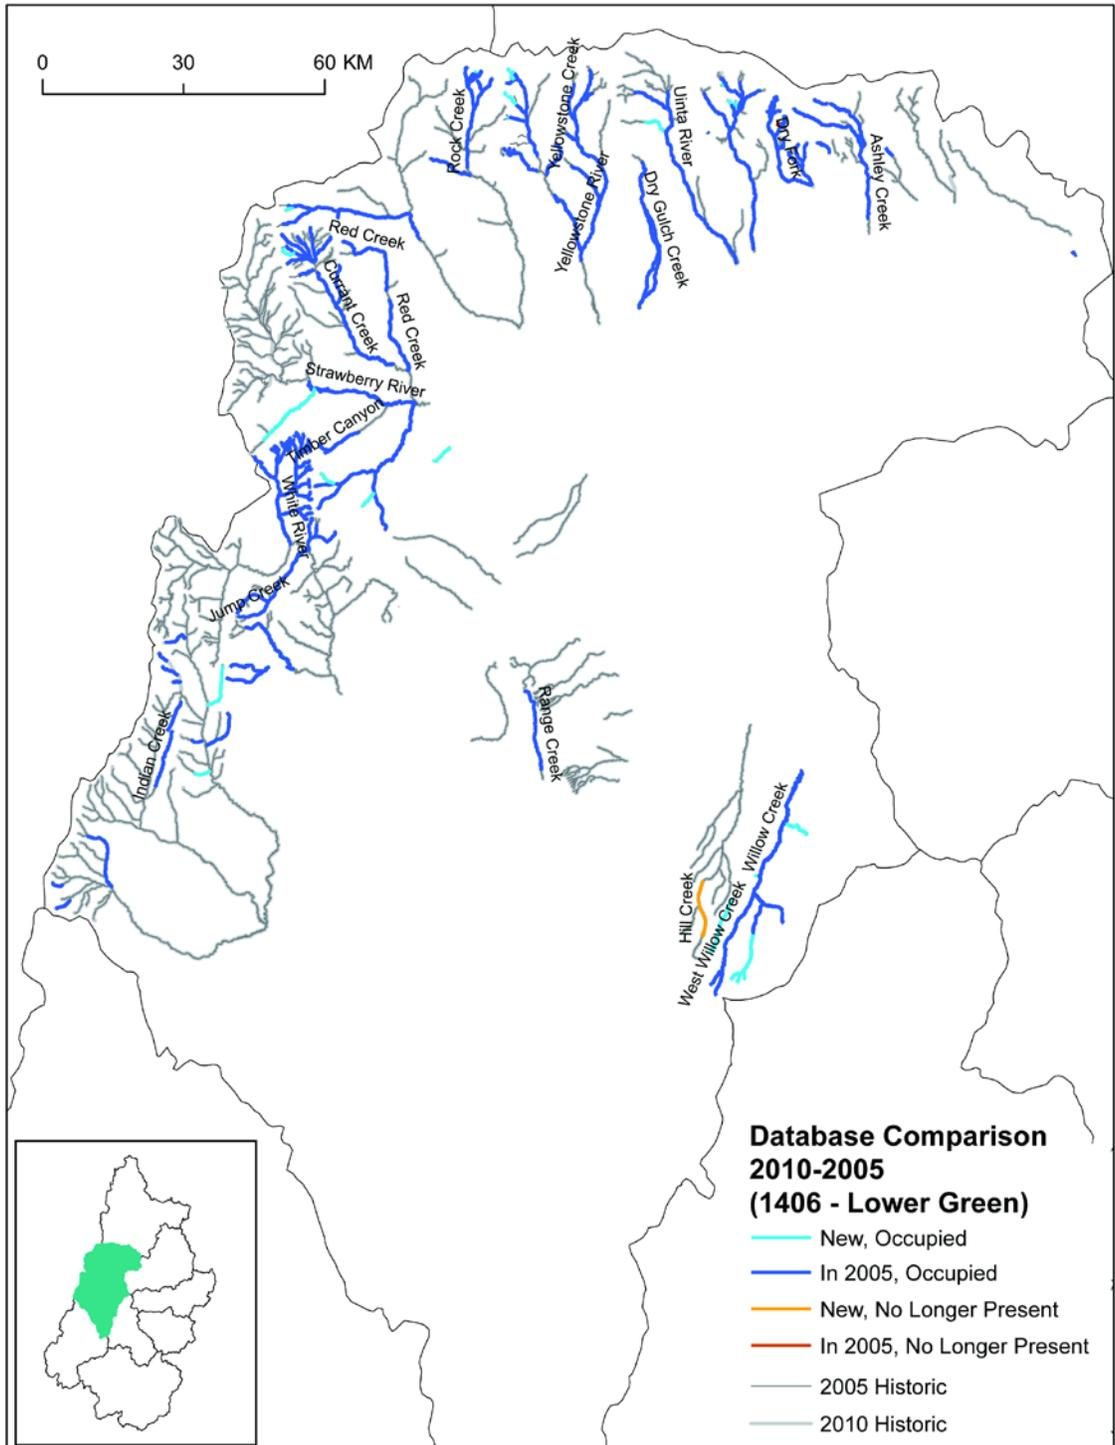 0 30 60 KM
Rock Creek
Yellowstone Creek
Uinta River
Dry Fork
Ashley Creek
Yellowstone River
Dry Gulch Creek
Red Creek
Currant Creek
Red Creek
Strawberry River
Timber Canyon
White River
Jump Creek
Indian Creek
Range Creek
Willow Creek
Hill Creek
West Willow Creek
Database Comparison
2010-2005
(1406 - Lower Green)
New, Occupied
In 2005, Occupied
New, No Longer Present
In 2005, No Longer Present
2005 Historic
2010 Historic